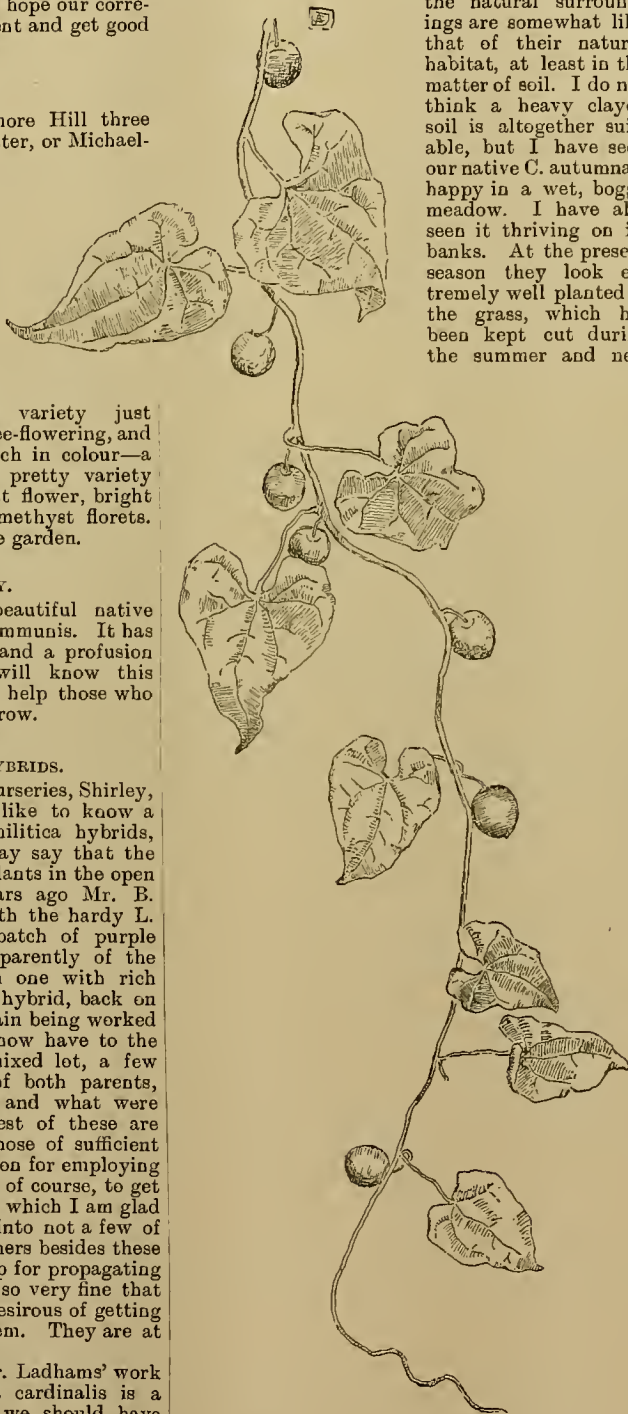 hope our corre-
nt and get good
ore Hill three
ter, or Michael-
variety just
e-flowering, and
ch in colour—a
pretty variety
t flower, bright
methyst florets.
e garden.
Y.
eautiful native
mmunis. It has
and a profusion
will know this
help those who
row.
YBRIDS.
urseries, Shirley,
like to know a
hilitica hybrids,
ay say that the
lants in the open
ars ago Mr. B.
th the hardy L.
patch of purple
parently of the
one with rich
hybrid, back on
in being worked
now have to the
ixed lot, a few
f both parents,
and what were
est of these are
hose of sufficient
on for employing
of course, to get
which I am glad
into not a few of
hers besides these
p for propagating
so very fine that
esirous of getting
em. They are at
r. Ladhams' work
cardinalis is a
we should have
the natural surroun
ings are somewhat lik
that of their natur
habitat, at least in th
matter of soil. I do n
think a heavy claye
soil is altogether sui
able, but I have see
our native C. autumna
happy in a wet, bogg
meadow. I have al
seen it thriving on i
banks. At the prese
season they look e
tremely well planted
the grass, which h
been kept cut duri
the summer and ne